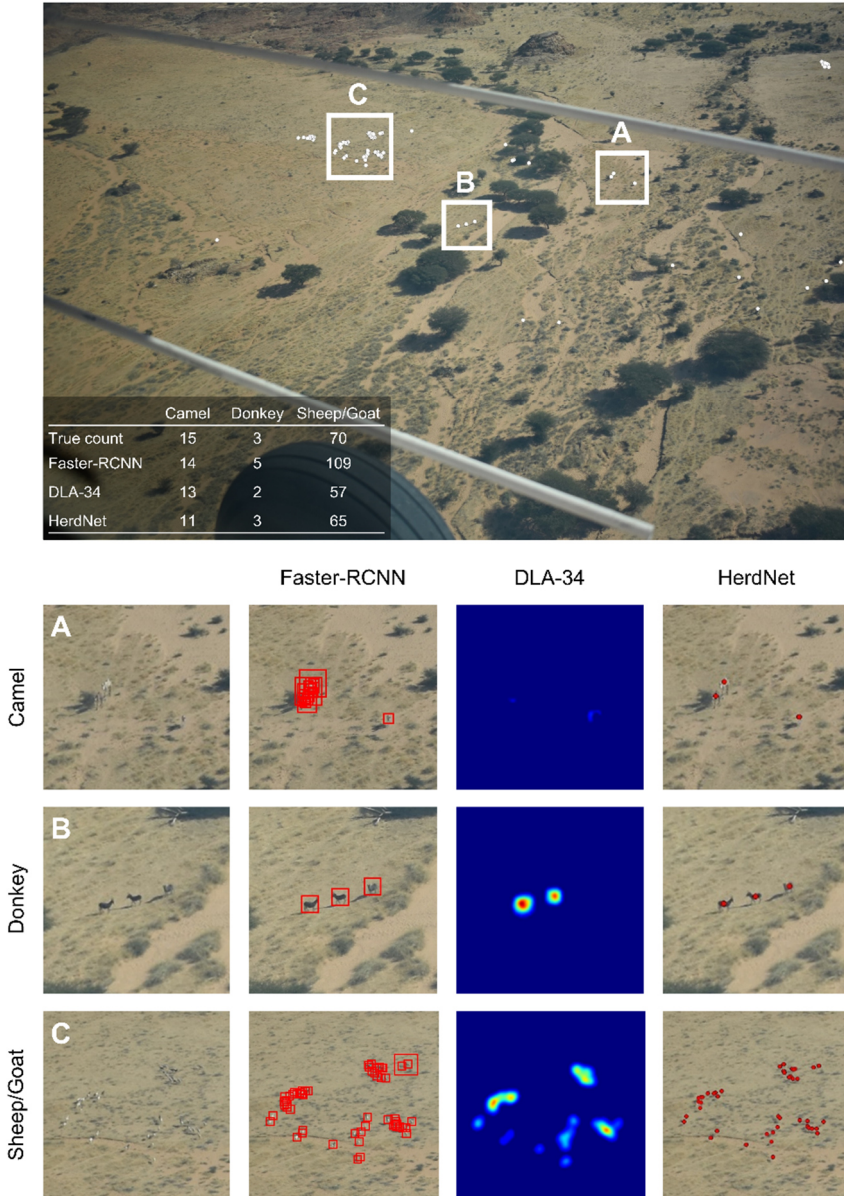 C
A
B
Camel Donkey Sheep/Goat
True count 15 3 70
Faster-RCNN 14 5 109
DLA-34 13 2 57
HerdNet 11 3 65
Faster-RCNN DLA-34 HerdNet
A
Camel
B
Donkey
C
Sheep/Goat